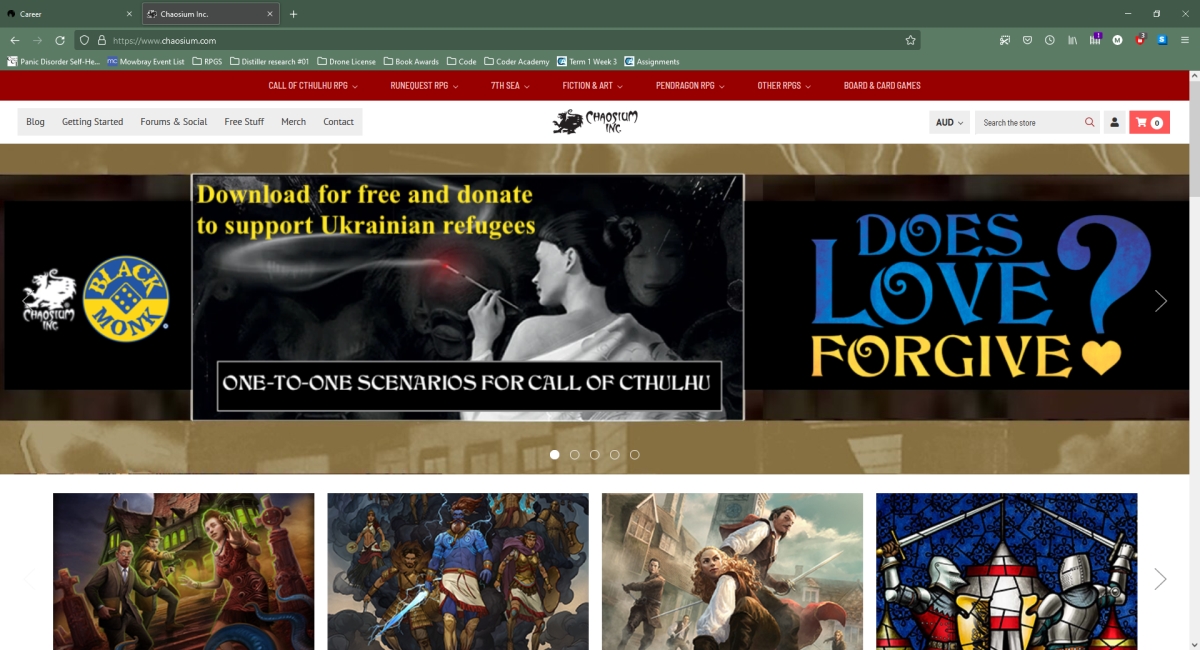 Career
Chaosium Inc.
https://www.chaosium.com
Panic Disorder Self-He...
Mowbray Event List
RPGS
Distiller research #01
Drone License
Book Awards
Code
Coder Academy
Term 1 Week 3
Assignments
CALL OF CTHULHU RPG
RUNEQUEST RPG
7TH SEA
FICTION & ART
PENDRAGON RPG
OTHER RPGS
BOARD & CARD GAMES
Blog
Getting Started
Forums & Social
Free Stuff
Merch
Contact
CHAOSIUM
INC
AUD
Search the store
0
CHAOSIUM
INC
BLACK
MONK
Download for free and donate
to support Ukrainian refugees
ONE-TO-ONE SCENARIOS FOR CALL OF CTHULHU
DOES
LOVE?
FORGIVE